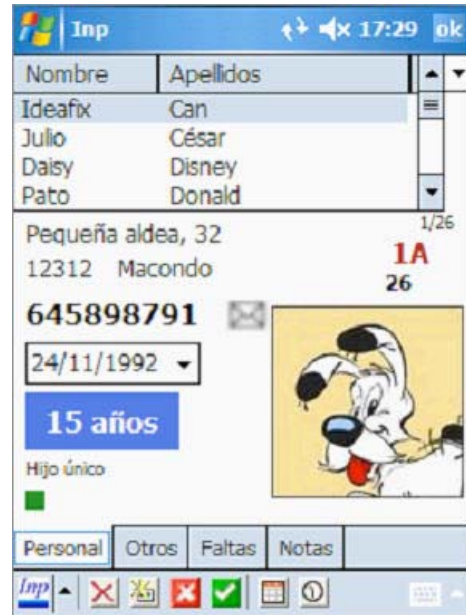 Inp 17:29 ok
Nombre Apellidos
Ideafix Can
Julio César
Daisy Disney
Pato Donald
1/26
Pequeña aldea, 32
1A
12312 Macondo
26
645898791
24/11/1992
15 años
Hijo único
Personal Otros Faltas Notas
Inp